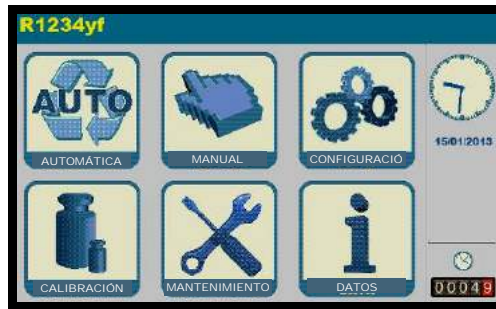 R1234yf
AUTO
AUTOMÁTICA
MANUAL
CONFIGURACIÓ
15/01/2013
CALIBRACIÓN
MANTENIMIENTO
DATOS
00049